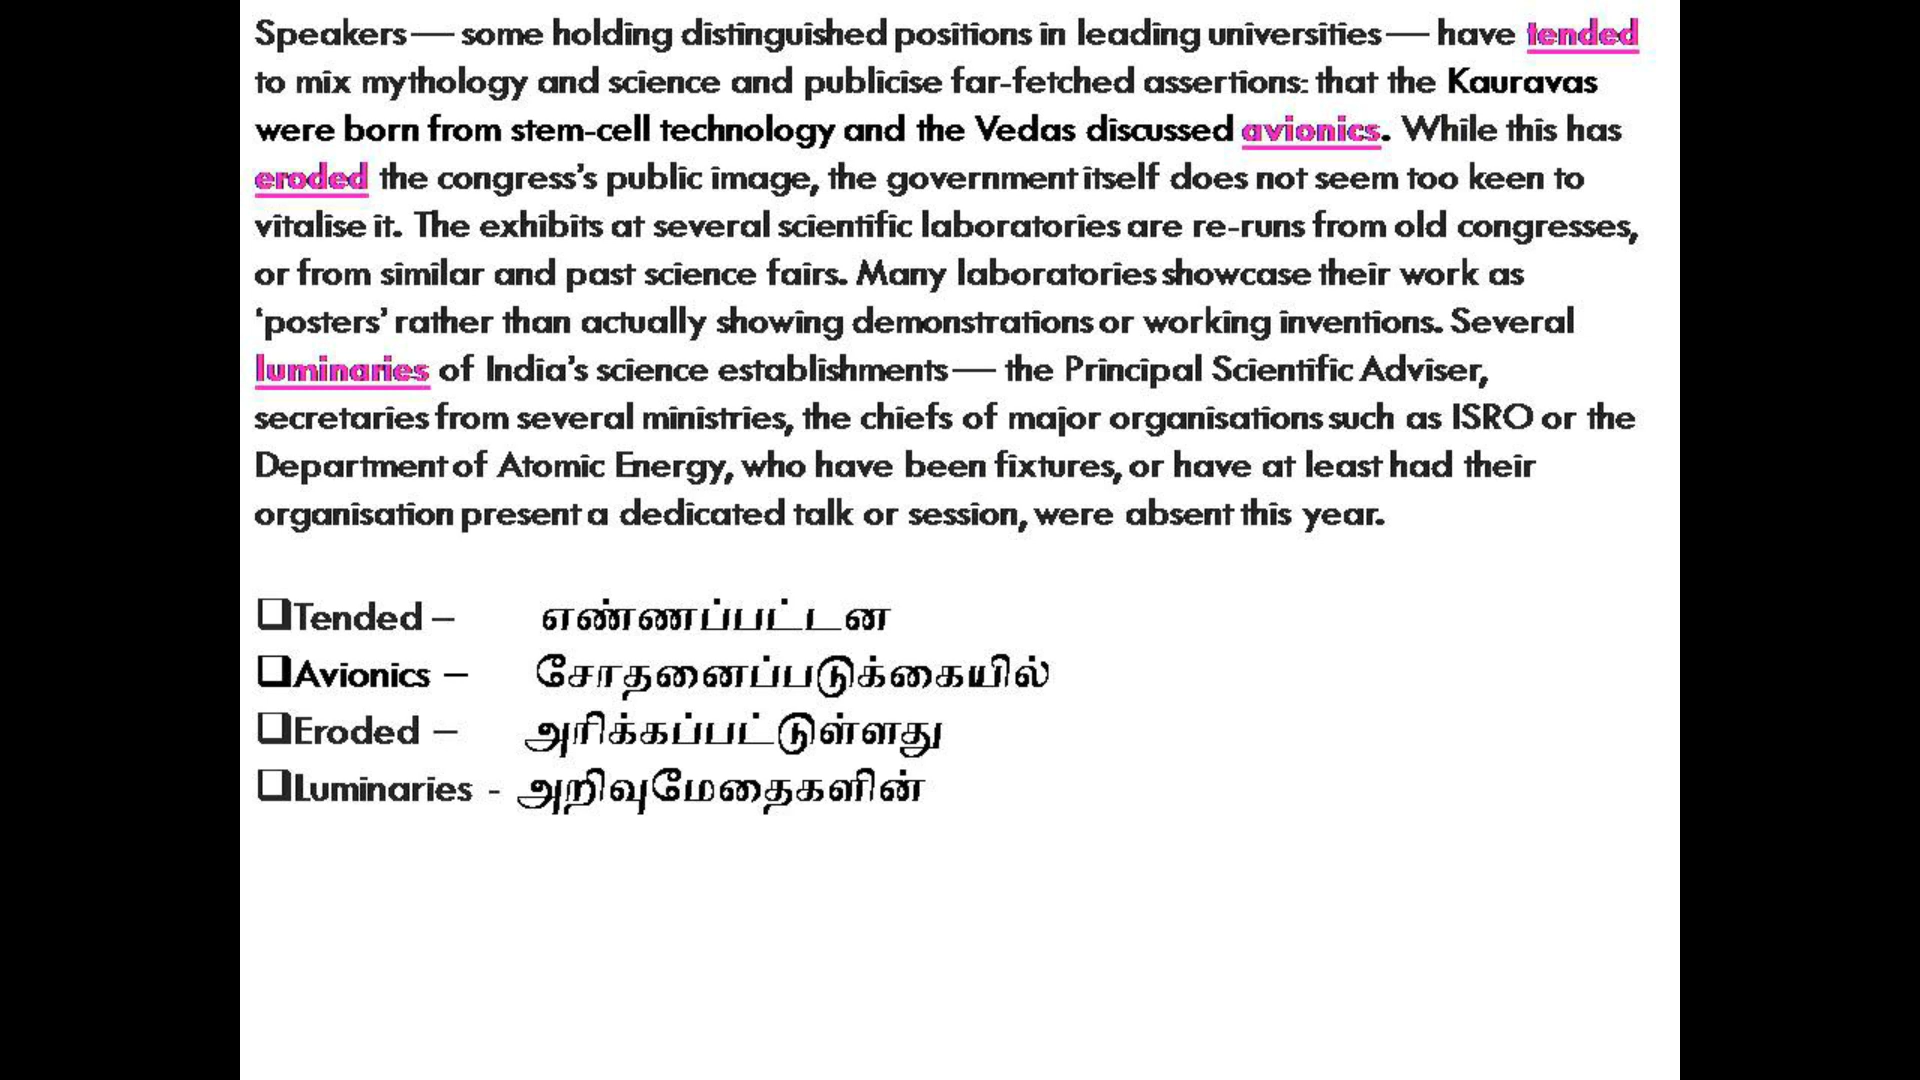 Speakers— some holding distinguished positions in leading universities— have tended
to mix mythology and science and publicise far-fetched assertions: that the Kauravas
were born from stem-cell technology and the Vedas discussed avionics. While this has
eroded the congress’s public image, the government itself does not seem too keen to
vitalise it. The exhibits at several scientific laboratories are re-runs from old congresses,
or from similar and past science fairs. Many laboratories showcase their work as
‘posters’ rather than actually showing demonstrations or working inventions. Several
luminaries of India’s science establishments— the Principal Scientific Adviser,
secretaries from several ministries, the chiefs of major organisations such as ISRO or the
Department of Atomic Energy, who have been fixtures, or have at least had their
organisation present a dedicated talk or session, were absent this year.
❑Tended – எண்ணப்பட்டன
❑Avionics – சோதனைப்படுக்கையில்
❑Eroded – அரிக்கப்பட்டுள்ளது
❑Luminaries - அறிவுமேதைகளின்